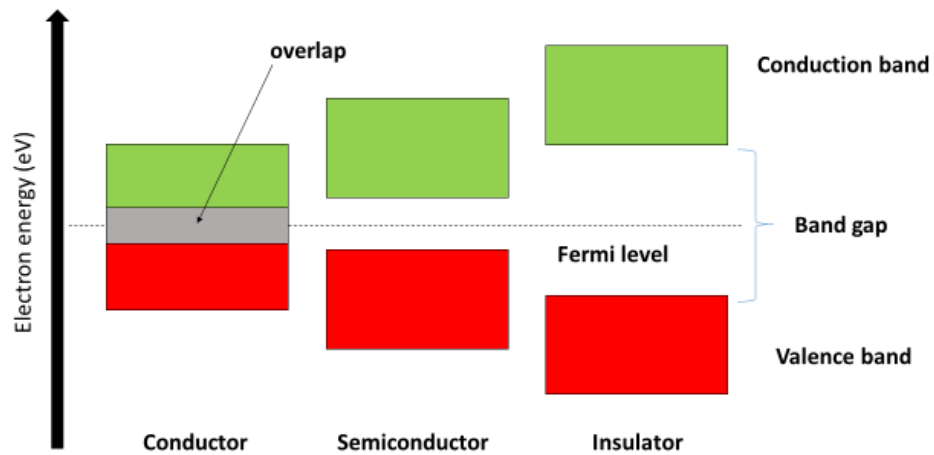 overlap
Conduction band
Electron energy (eV)
Band gap
Fermi level
Valence band
Conductor
Semiconductor
Insulator